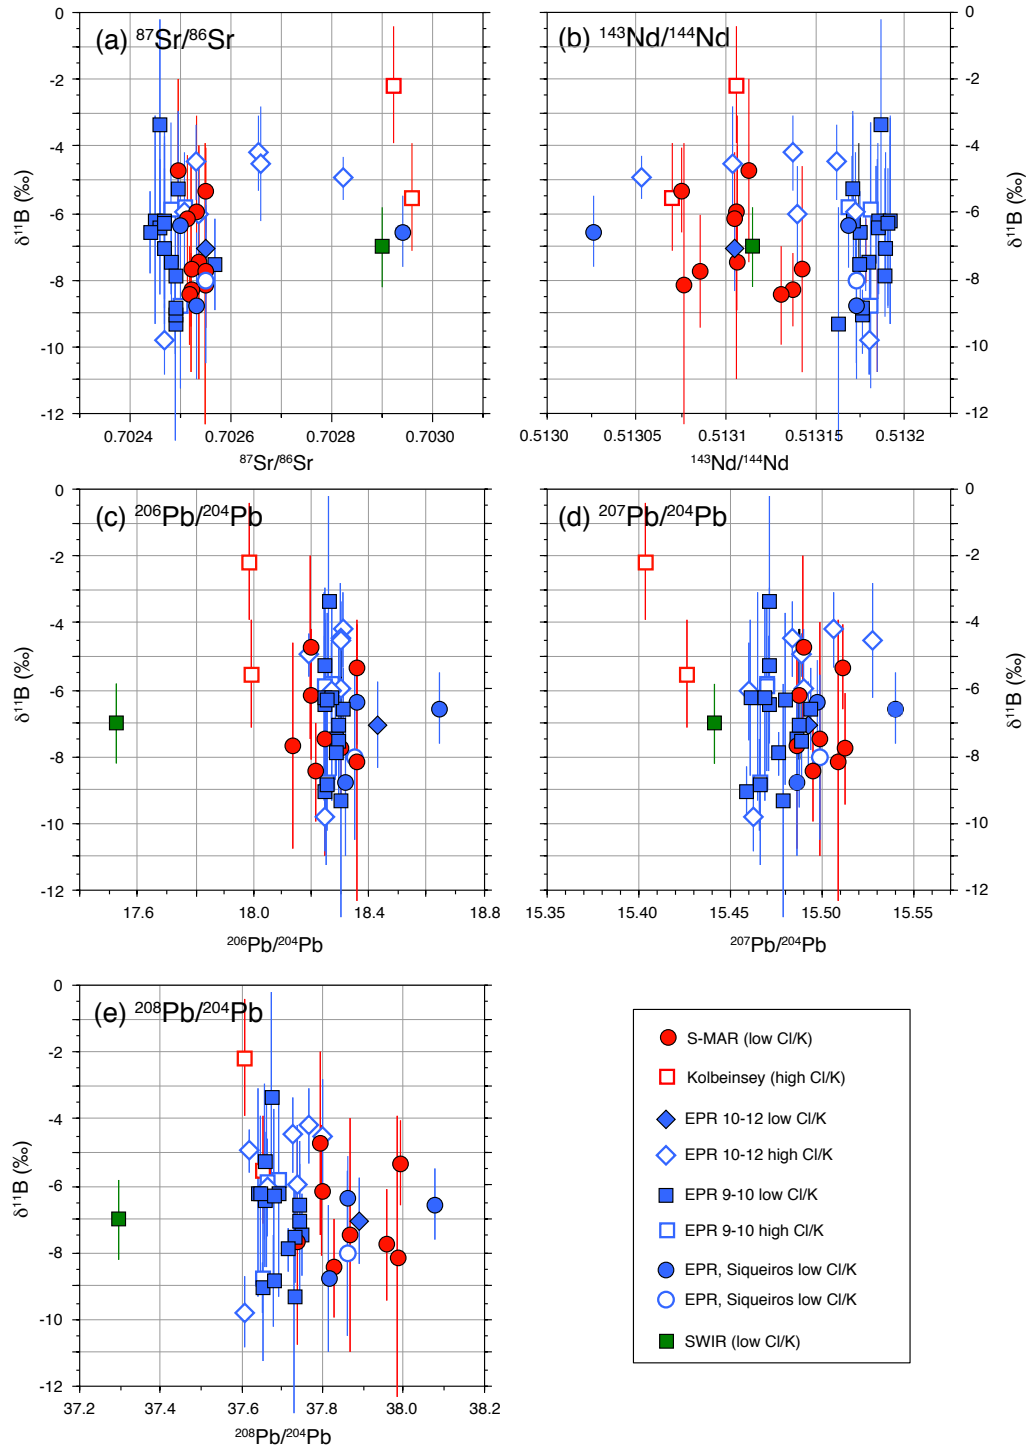 (a) ⁸⁷Sr/⁸⁶Sr
0
-2
-4
-6
-8
-10
-12
δ¹¹B (‰)
0.7024 0.7026 0.7028 0.7030
⁸⁷Sr/⁸⁶Sr
(b) ¹⁴³Nd/¹⁴⁴Nd
0
-2
-4
-6
-8
-10
-12
δ¹¹B (‰)
0.5130 0.51305 0.5131 0.51315 0.5132
¹⁴³Nd/¹⁴⁴Nd
(c) ²⁰⁶Pb/²⁰⁴Pb
0
-2
-4
-6
-8
-10
-12
δ¹¹B (‰)
17.6 18.0 18.4 18.8
²⁰⁶Pb/²⁰⁴Pb
(d) ²⁰⁷Pb/²⁰⁴Pb
0
-2
-4
-6
-8
-10
-12
δ¹¹B (‰)
15.35 15.40 15.45 15.50 15.55
²⁰⁷Pb/²⁰⁴Pb
(e) ²⁰⁸Pb/²⁰⁴Pb
0
-2
-4
-6
-8
-10
-12
δ¹¹B (‰)
37.2 37.4 37.6 37.8 38.0 38.2
²⁰⁸Pb/²⁰⁴Pb
S-MAR (low Cl/K)
Kolbeinsey (high Cl/K)
EPR 10-12 low Cl/K
EPR 10-12 high Cl/K
EPR 9-10 low Cl/K
EPR 9-10 high Cl/K
EPR, Siqueiros low Cl/K
EPR, Siqueiros low Cl/K
SWIR (low Cl/K)